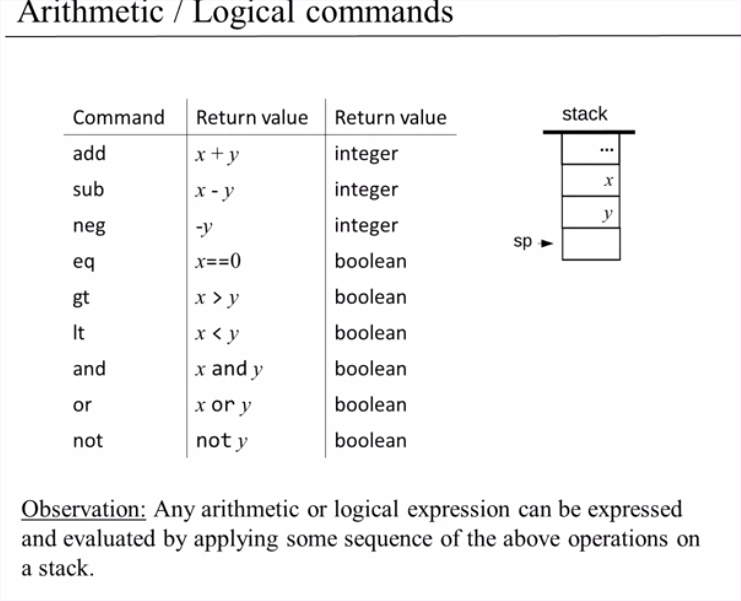 Arithmetic / Logical commands
Command Return value Return value
add x + y integer
sub x - y integer
neg -y integer
eq x==0 boolean
gt x > y boolean
lt x < y boolean
and x and y boolean
or x or y boolean
not not y boolean
stack
...
x
y
sp
Observation: Any arithmetic or logical expression can be expressed
and evaluated by applying some sequence of the above operations on
a stack.